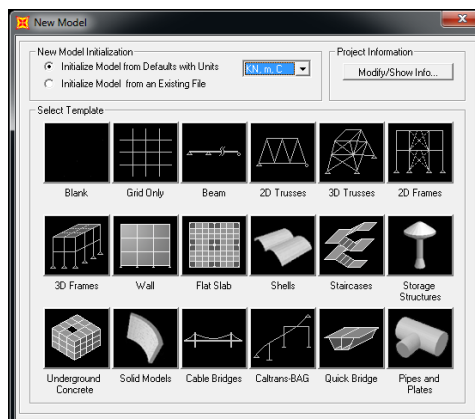 New Model
New Model Initialization
Project Information
Initialize Model from Defaults with Units
KN, m, C
Modify/Show Info...
Initialize Model from an Existing File
Select Template
Blank
Grid Only
Beam
2D Trusses
3D Trusses
2D Frames
3D Frames
Wall
Flat Slab
Shells
Staircases
Storage
Structures
Underground
Concrete
Solid Models
Cable Bridges
Caltrans-BAG
Quick Bridge
Pipes and
Plates